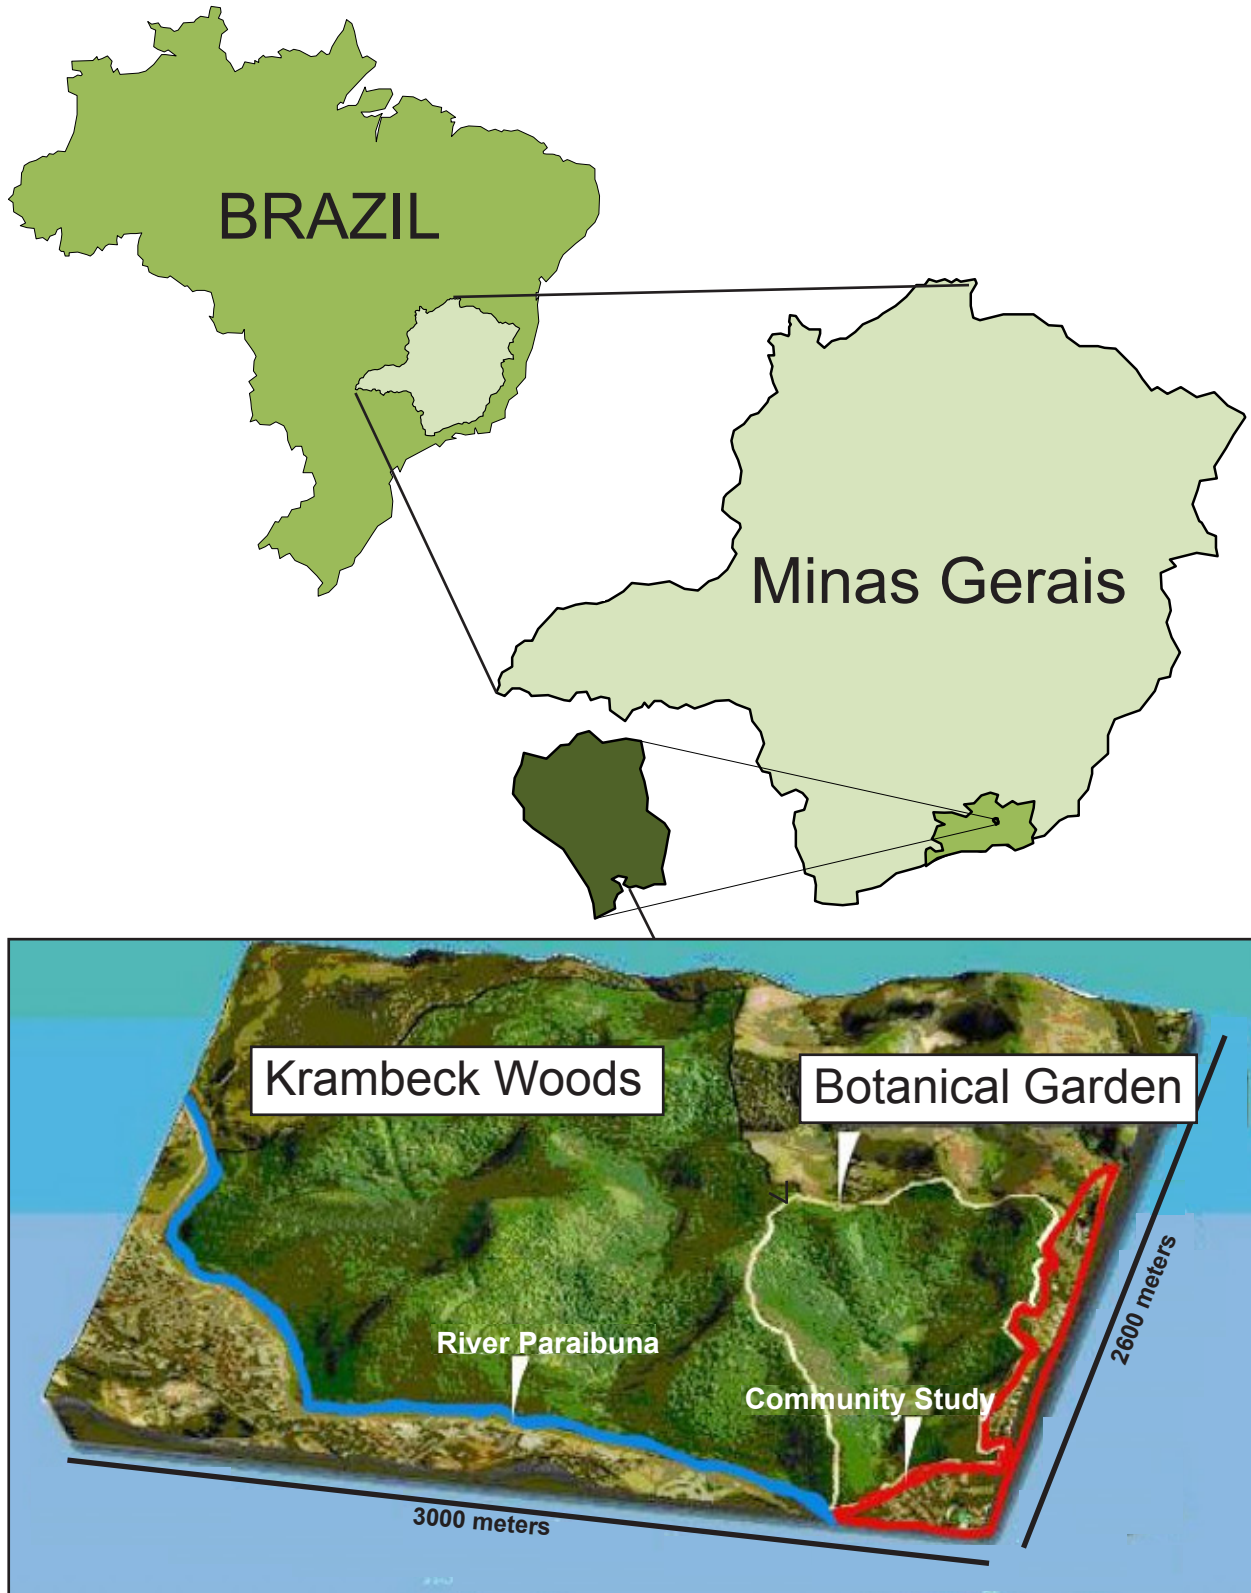 BRAZIL
Minas Gerais
Krambeck Woods
Botanical Garden
2600 meters
River Paraibuna
Community Study
3000 meters